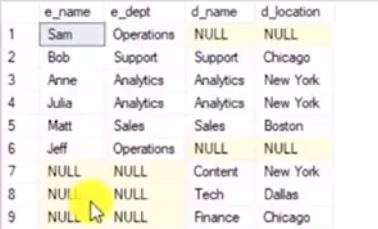 e_name e_dept d_name d_location
1 Sam Operations NULL NULL
2 Bob Support Support Chicago
3 Anne Analytics Analytics New York
4 Julia Analytics Analytics New York
5 Matt Sales Sales Boston
6 Jeff Operations NULL NULL
7 NULL NULL Content New York
8 NULL NULL Tech Dallas
9 NULL NULL Finance Chicago